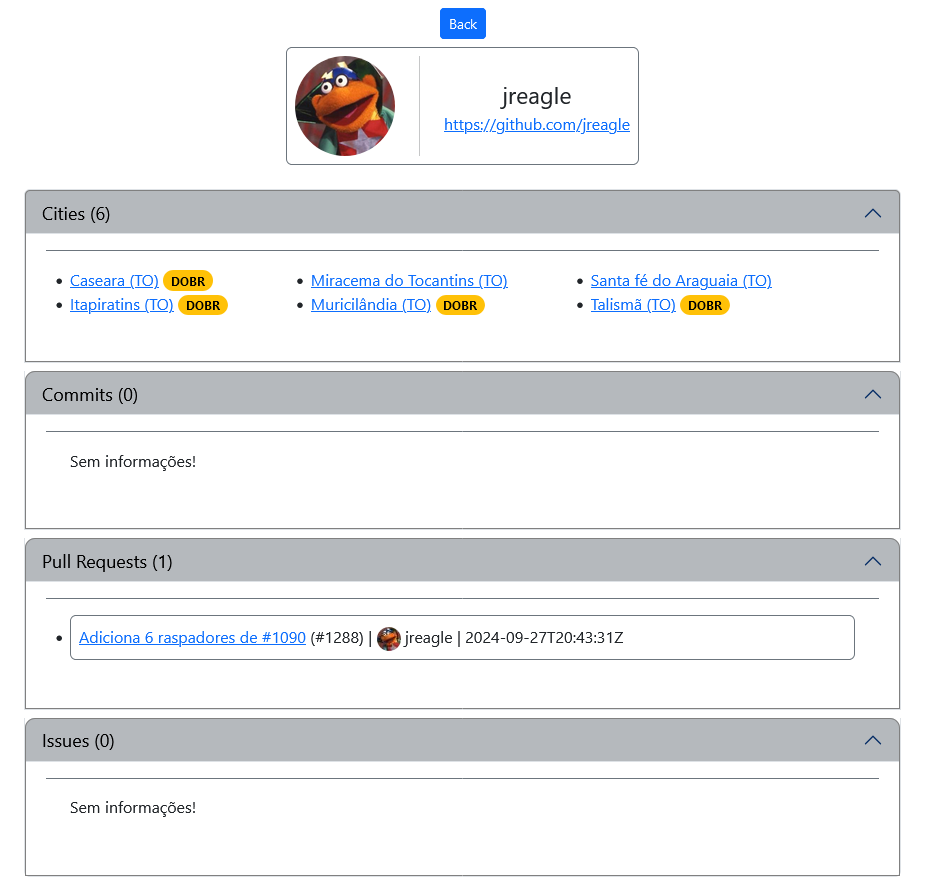 Back
jreagle
https://github.com/jreagle
Cities (6)
Caseara (TO) DOBR
Miracema do Tocantins (TO)
Santa fé do Araguaia (TO)
Itapiratins (TO) DOBR
Muricilândia (TO) DOBR
Talismã (TO) DOBR
Commits (0)
Sem informações!
Pull Requests (1)
Adiciona 6 raspadores de #1090 (#1288) | jreagle | 2024-09-27T20:43:31Z
Issues (0)
Sem informações!